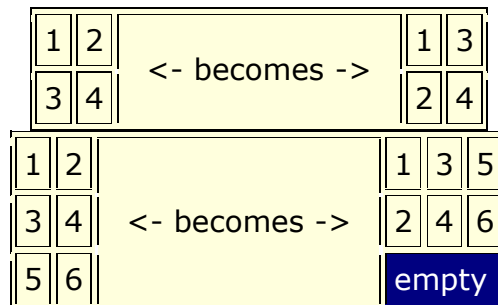 1 2 <- becomes -> 1 3
3 4 2 4
1 2 1 3 5
3 4 <- becomes -> 2 4 6
5 6 empty